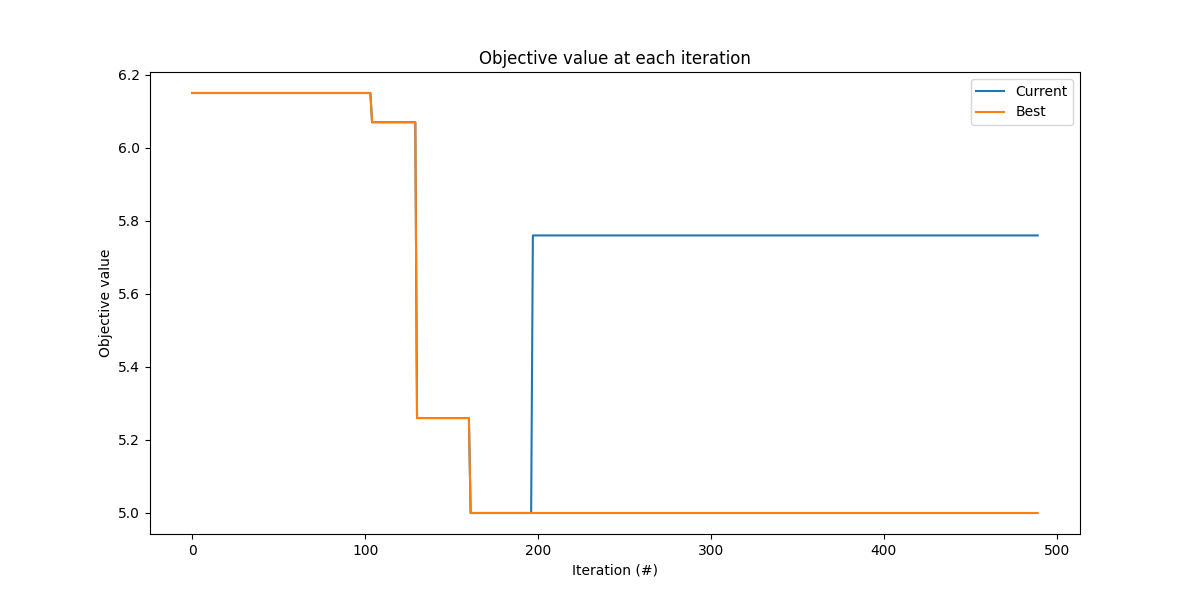 Objective value at each iteration
Current
Best
Objective value
6.2
6.0
5.8
5.6
5.4
5.2
5.0
0 100 200 300 400 500
Iteration (#)